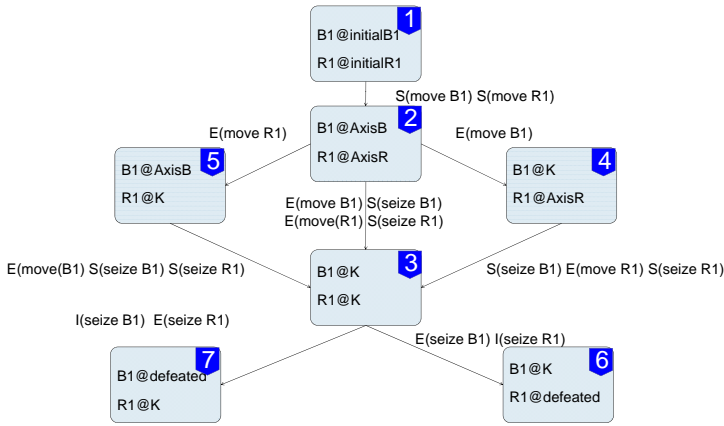 1
B1@initialB1
R1@initialR1
S(move B1) S(move R1)
2
B1@AxisB
R1@AxisR
E(move R1)
E(move B1)
5
B1@AxisB
R1@K
4
B1@K
R1@AxisR
E(move B1) S(seize B1)
E(move(R1) S(seize R1)
E(move(B1) S(seize B1) S(seize R1)
S(seize B1) E(move R1) S(seize R1)
3
B1@K
R1@K
I(seize B1) E(seize R1)
E(seize B1) I(seize R1)
7
B1@defeated
R1@K
6
B1@K
R1@defeated